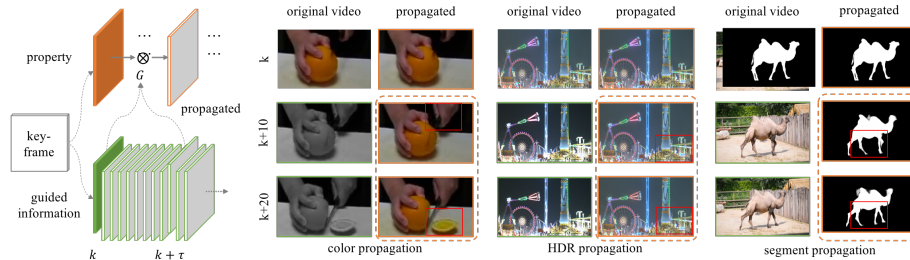 property
... ...
G
... ...
propagated
key-
frame
guided
information
k
k + τ
original video propagated
original video propagated
original video propagated
k
k+10
k+20
color propagation
HDR propagation
segment propagation